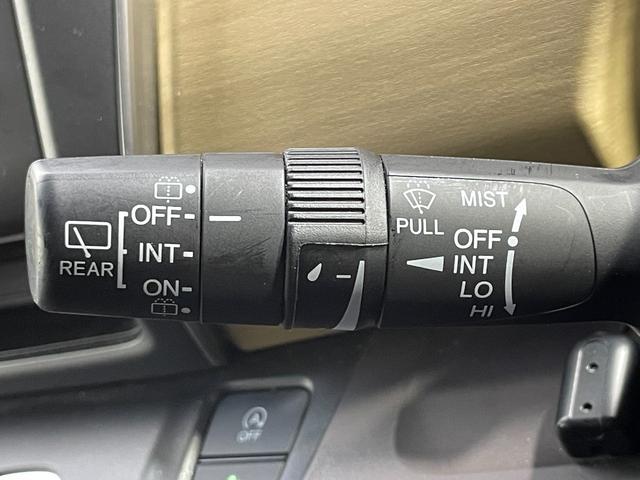 OFF
INT
ON
REAR
MIST
PULL
OFF
INT
LO
HI
OFF